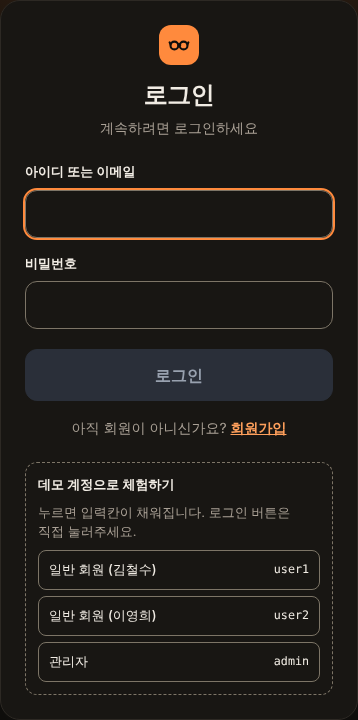 로그인
계속하려면 로그인하세요
아이디 또는 이메일
비밀번호
로그인
아직 회원이 아니신가요? 회원가입
데모 계정으로 체험하기
누르면 입력칸이 채워집니다. 로그인 버튼은
직접 눌러주세요.
일반 회원 (김철수) user1
일반 회원 (이영희) user2
관리자 admin